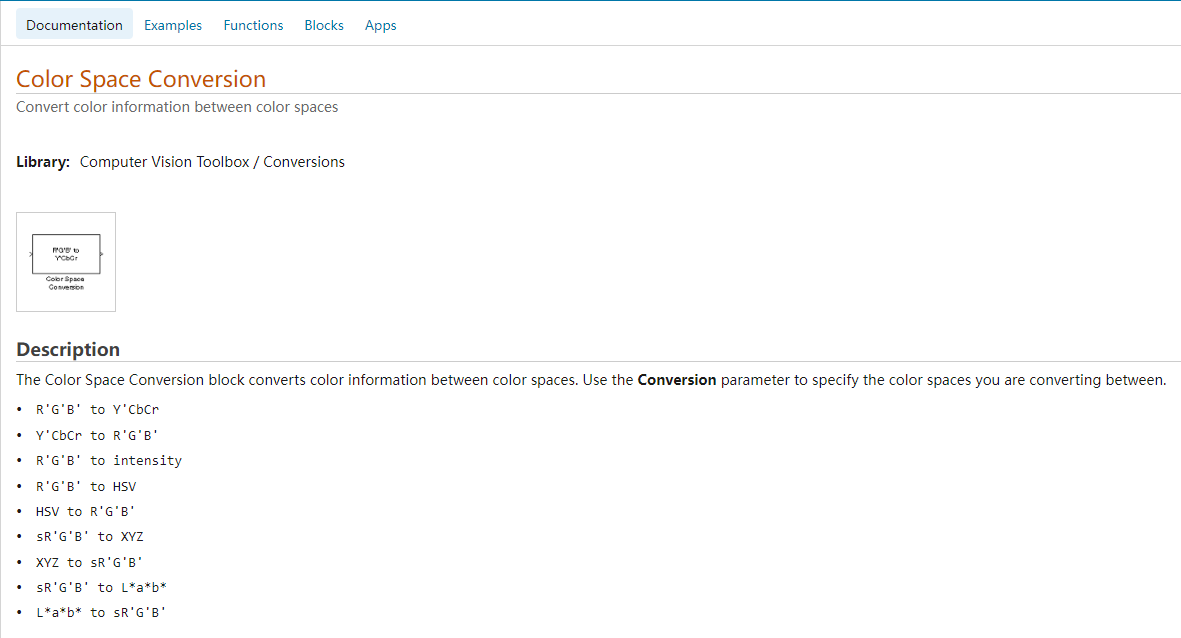 Documentation Examples Functions Blocks Apps
Color Space Conversion
Convert color information between color spaces
Library: Computer Vision Toolbox / Conversions
R'G'B' to
Y'CbCr
Color Space
Conversion
Description
The Color Space Conversion block converts color information between color spaces. Use the Conversion parameter to specify the color spaces you are converting between.
• R'G'B' to Y'CbCr
• Y'CbCr to R'G'B'
• R'G'B' to intensity
• R'G'B' to HSV
• HSV to R'G'B'
• sR'G'B' to XYZ
• XYZ to sR'G'B'
• sR'G'B' to L*a*b*
• L*a*b* to sR'G'B'